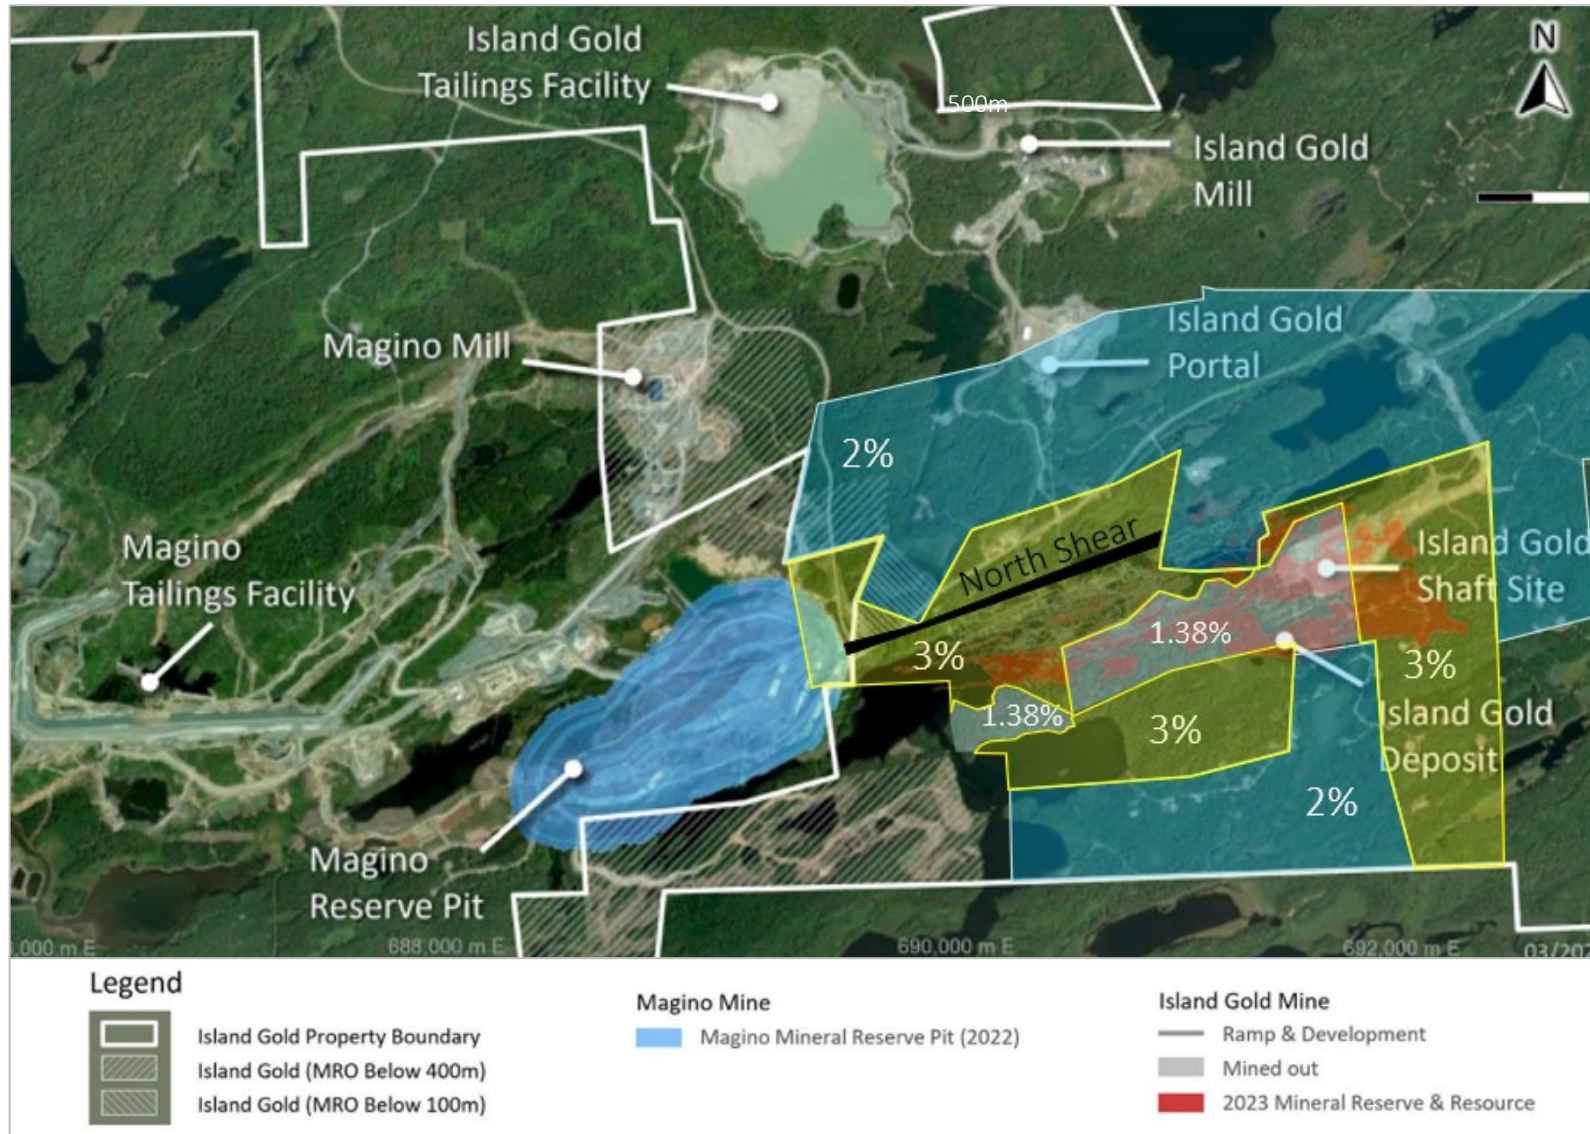 Island Gold
Tailings Facility
500m
N
Island Gold
Mill
Island Gold
Portal
Magino Mill
2%
North Shear
Magino
Tailings Facility
Island Gold
Shaft Site
1.38%
3%
3%
1.38%
3%
Island Gold
Deposit
2%
Magino
Reserve Pit
,000 m E
688,000 m E
690,000 m E
692,000 m E
03/202
Legend
Island Gold Property Boundary
Island Gold (MRO Below 400m)
Island Gold (MRO Below 100m)
Magino Mine
Magino Mineral Reserve Pit (2022)
Island Gold Mine
Ramp & Development
Mined out
2023 Mineral Reserve & Resource